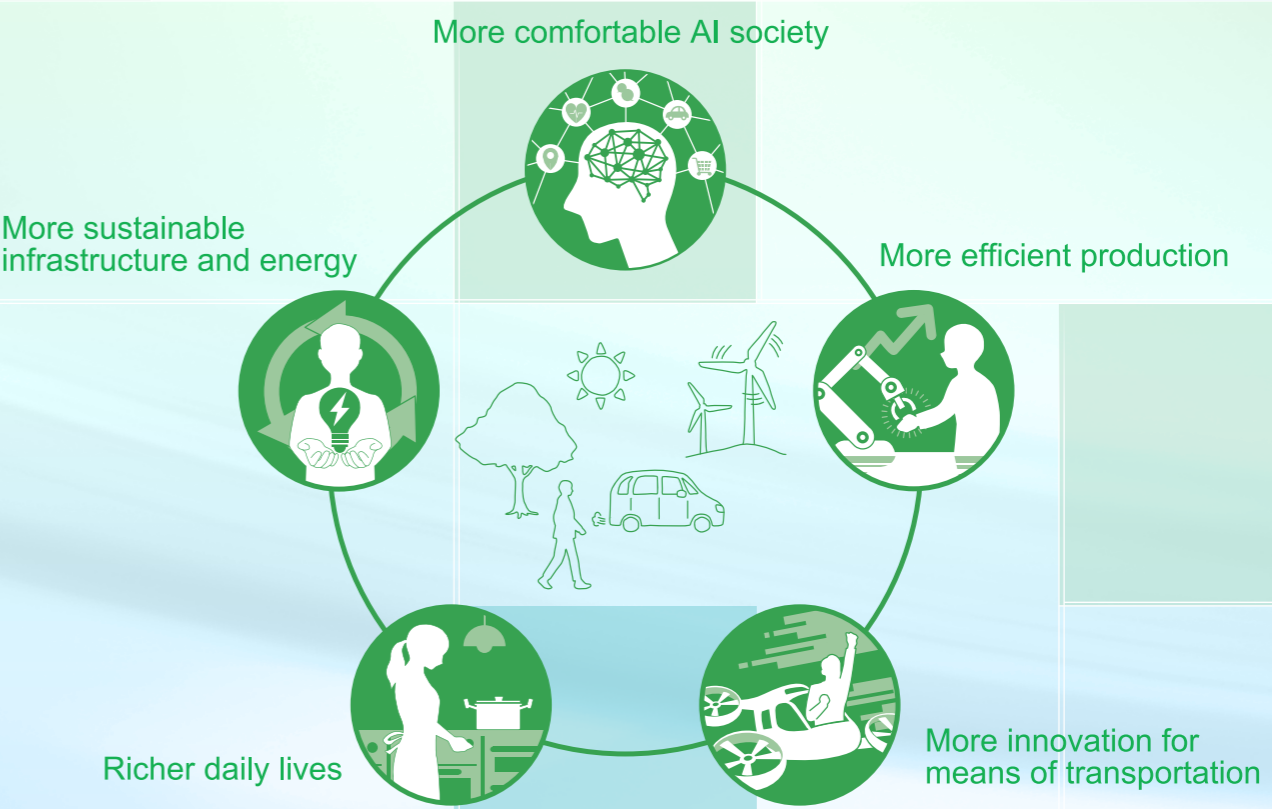 More comfortable AI society
More sustainable
infrastructure and energy
More efficient production
Richer daily lives
More innovation for
means of transportation